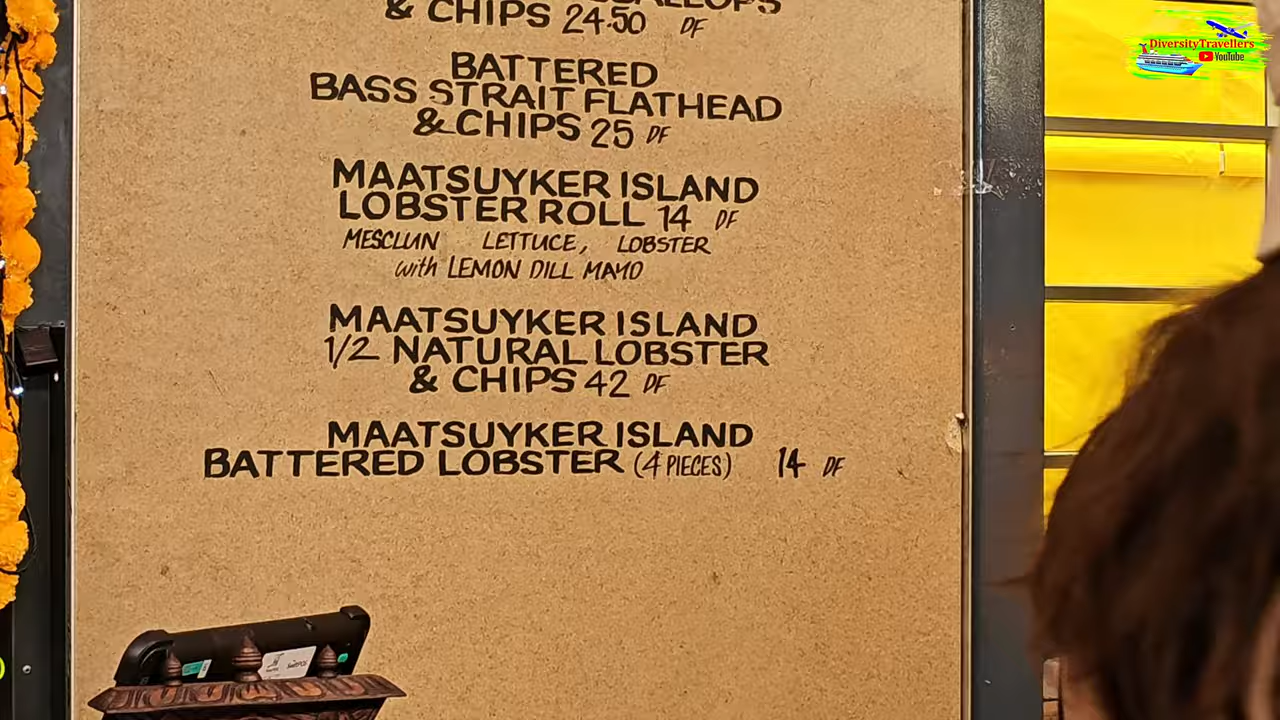 & CHIPS 24.50 DF
BATTERED
BASS STRAIT FLATHEAD
& CHIPS 25 DF
MAATSUYKER ISLAND
LOBSTER ROLL 14 DF
MESCLUN LETTUCE, LOBSTER
with LEMON DILL MAYO
MAATSUYKER ISLAND
1/2 NATURAL LOBSTER
& CHIPS 42 DF
MAATSUYKER ISLAND
BATTERED LOBSTER (4 PIECES) 14 DF
DiversityTravellers
YouTube